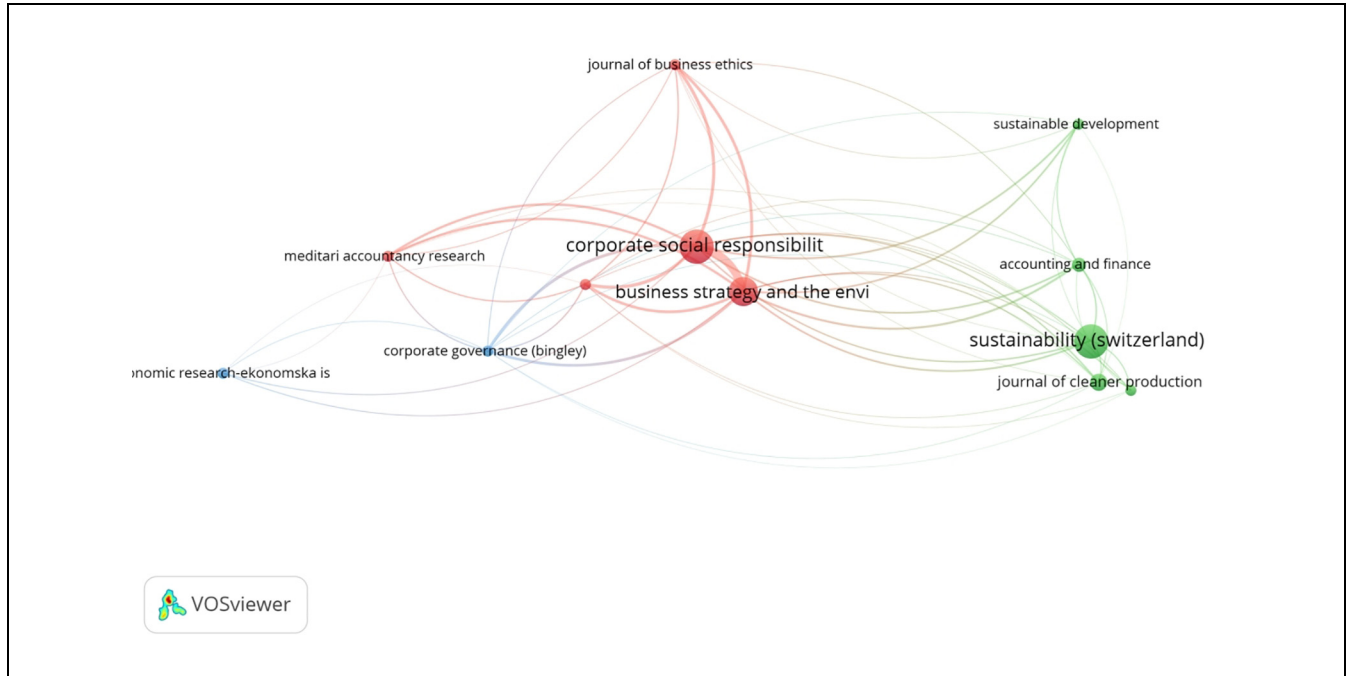 journal of business ethics
sustainable development
corporate social responsibilit
meditari accountancy research
accounting and finance
business strategy and the envi
sustainability (switzerland)
corporate governance (bingley)
onomic research-ekonomska is
journal of cleaner production
VOSviewer